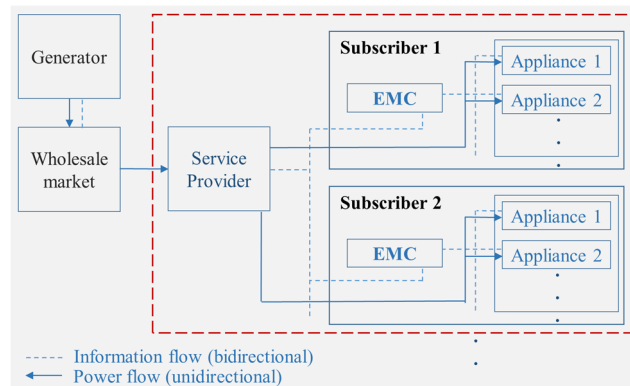 Generator
Wholesale
market
Service
Provider
Subscriber 1
EMC
Appliance 1
Appliance 2
Subscriber 2
EMC
Appliance 1
Appliance 2
Information flow (bidirectional)
Power flow (unidirectional)